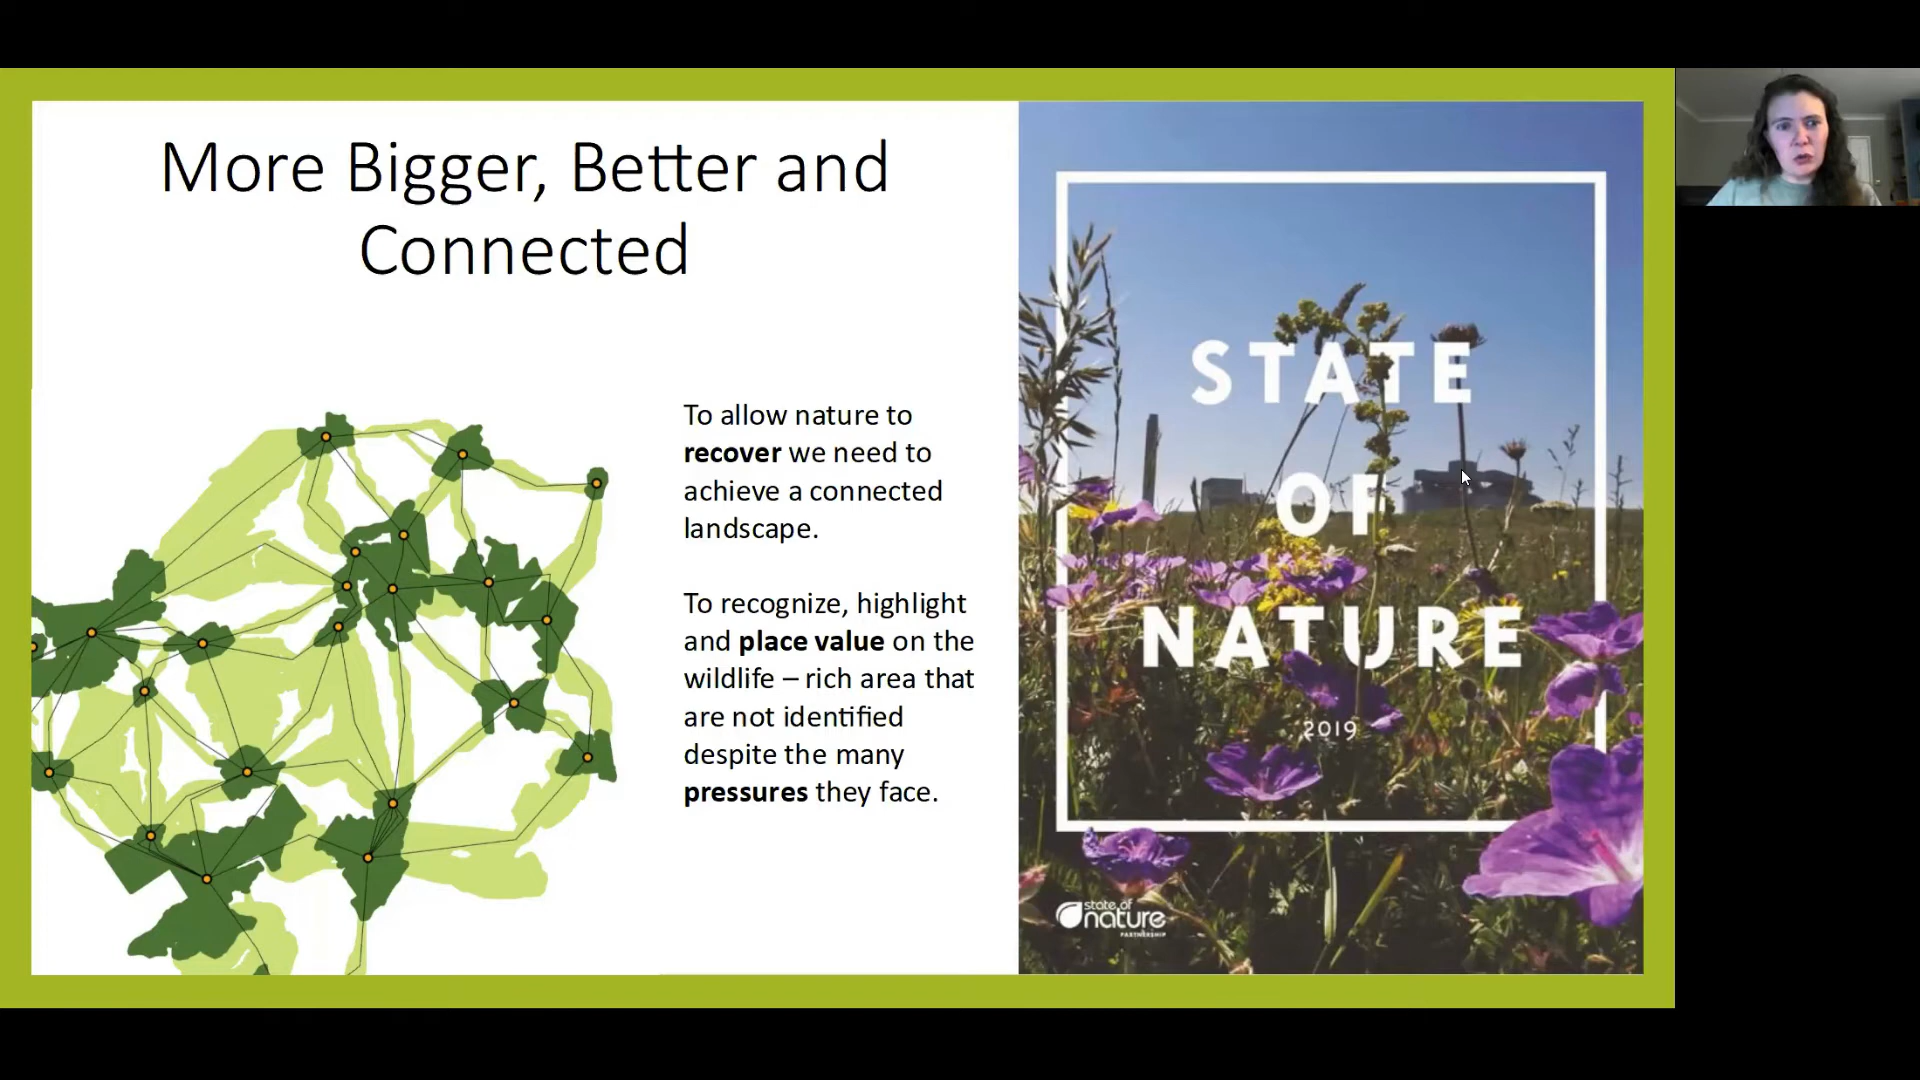 More Bigger, Better and
Connected
To allow nature to
recover we need to
achieve a connected
landscape.
To recognize, highlight
and place value on the
wildlife – rich area that
are not identified
despite the many
pressures they face.
STATE
OF
NATURE
2019
state of
nature
PARTNERSHIP